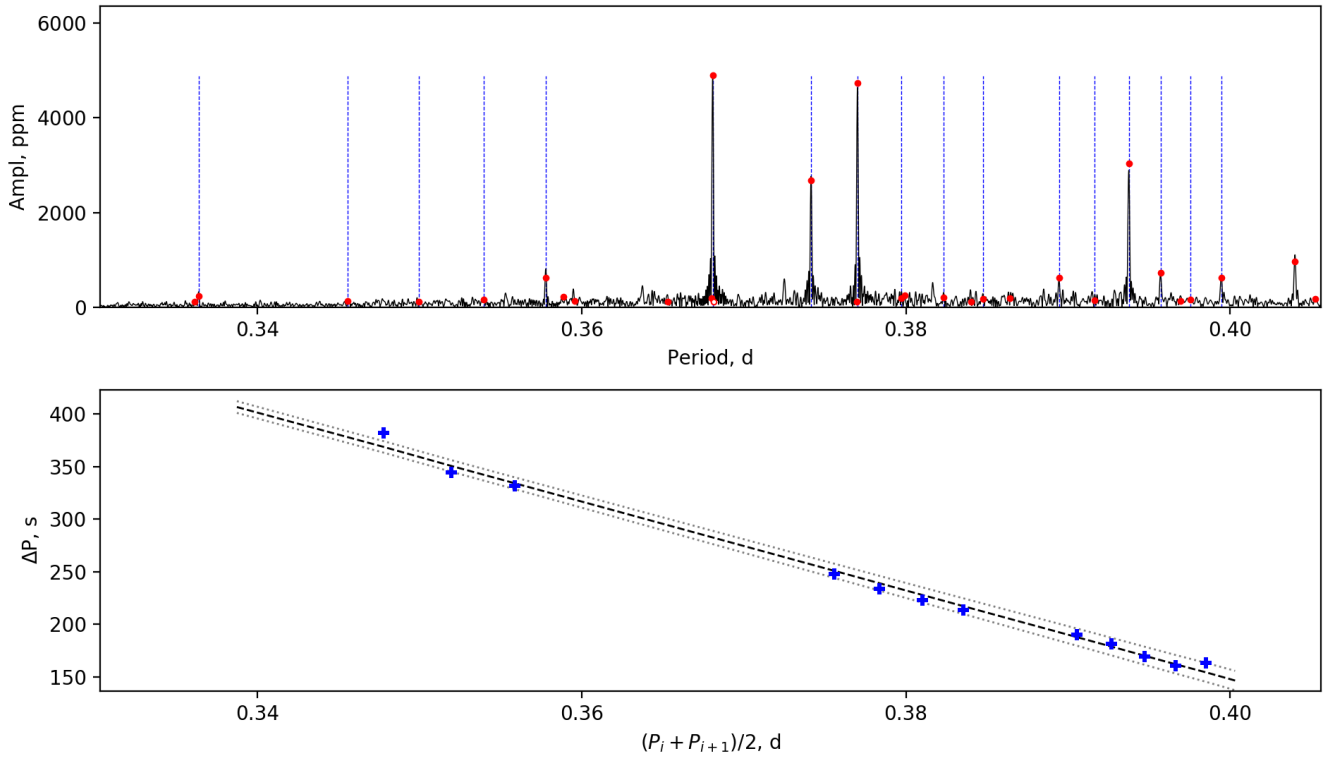 6000
4000
2000
0
Ampl, ppm
0.34 0.36 0.38 0.40
Period, d
400
350
300
250
200
150
ΔP, s
0.34 0.36 0.38 0.40
(P_i + P_{i+1})/2, d